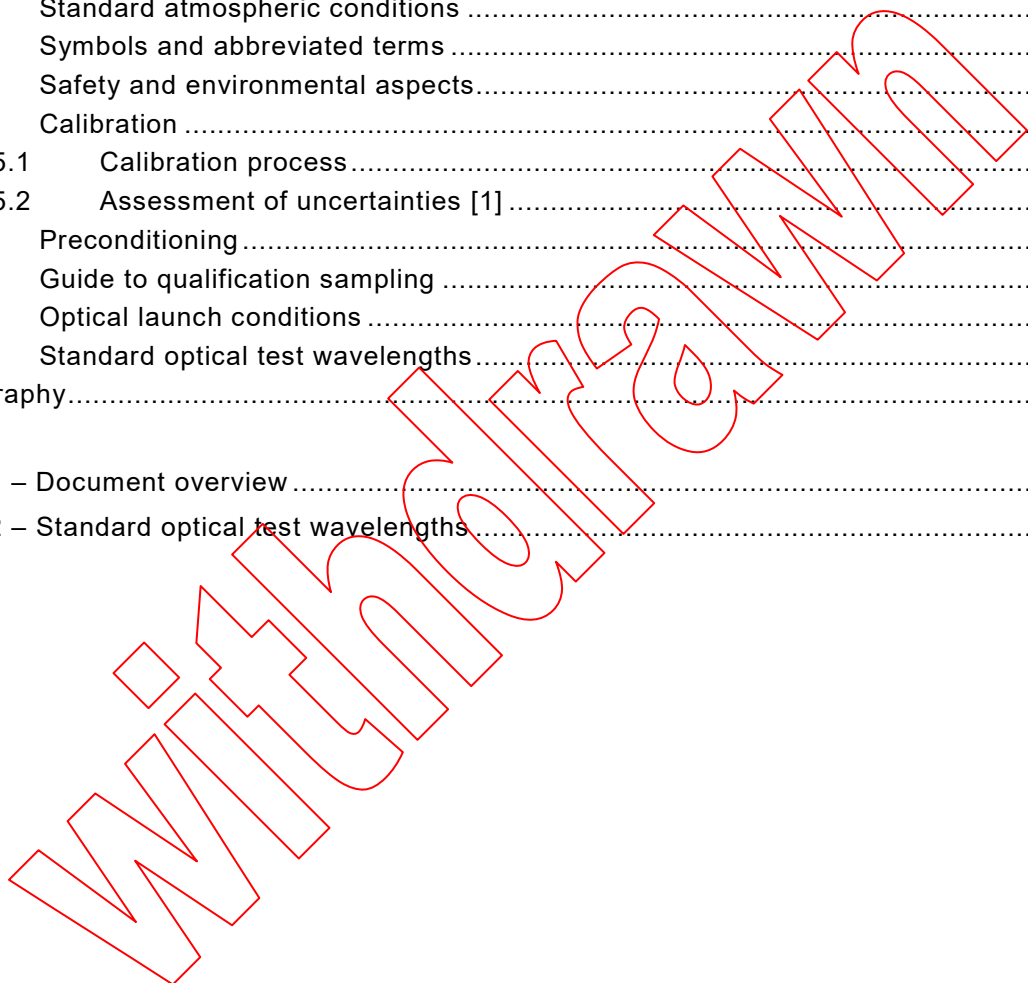 Standard atmospheric conditions ........................................................................
Symbols and abbreviated terms ........................................................................
Safety and environmental aspects........................................................................
Calibration ........................................................................
5.1 Calibration process........................................................................
5.2 Assessment of uncertainties [1] ........................................................................
Preconditioning........................................................................
Guide to qualification sampling ........................................................................
Optical launch conditions ........................................................................
Standard optical test wavelengths........................................................................
raphy........................................................................
– Document overview ........................................................................
– Standard optical test wavelengths........................................................................
withdrawn